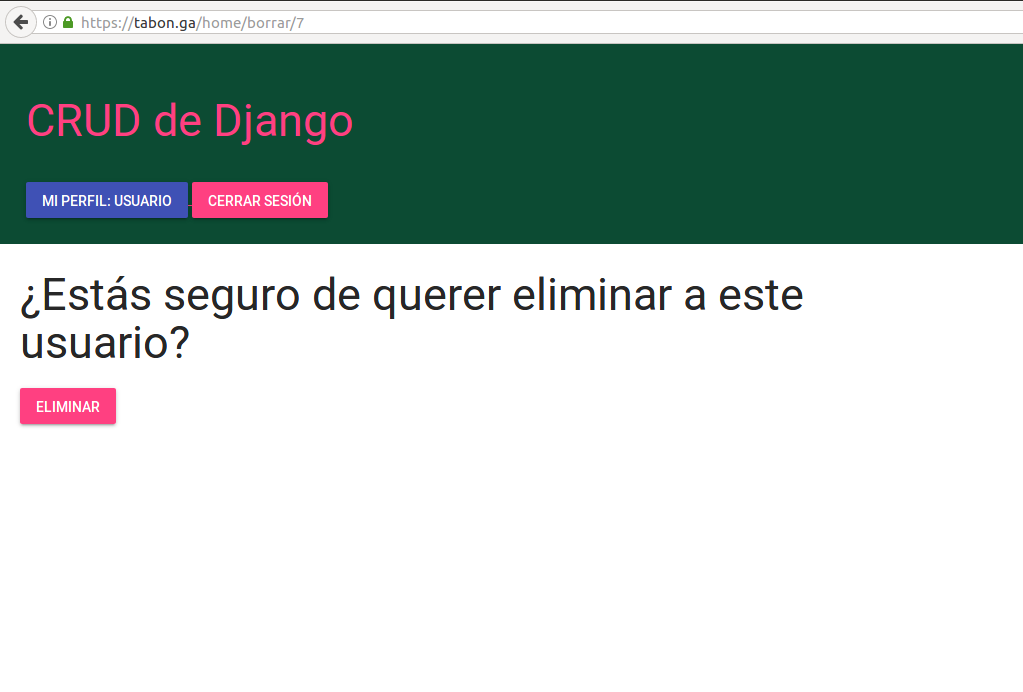 https://tabon.ga/home/borrar/7
CRUD de Django
MI PERFIL: USUARIO CERRAR SESIÓN
¿Estás seguro de querer eliminar a este
usuario?
ELIMINAR